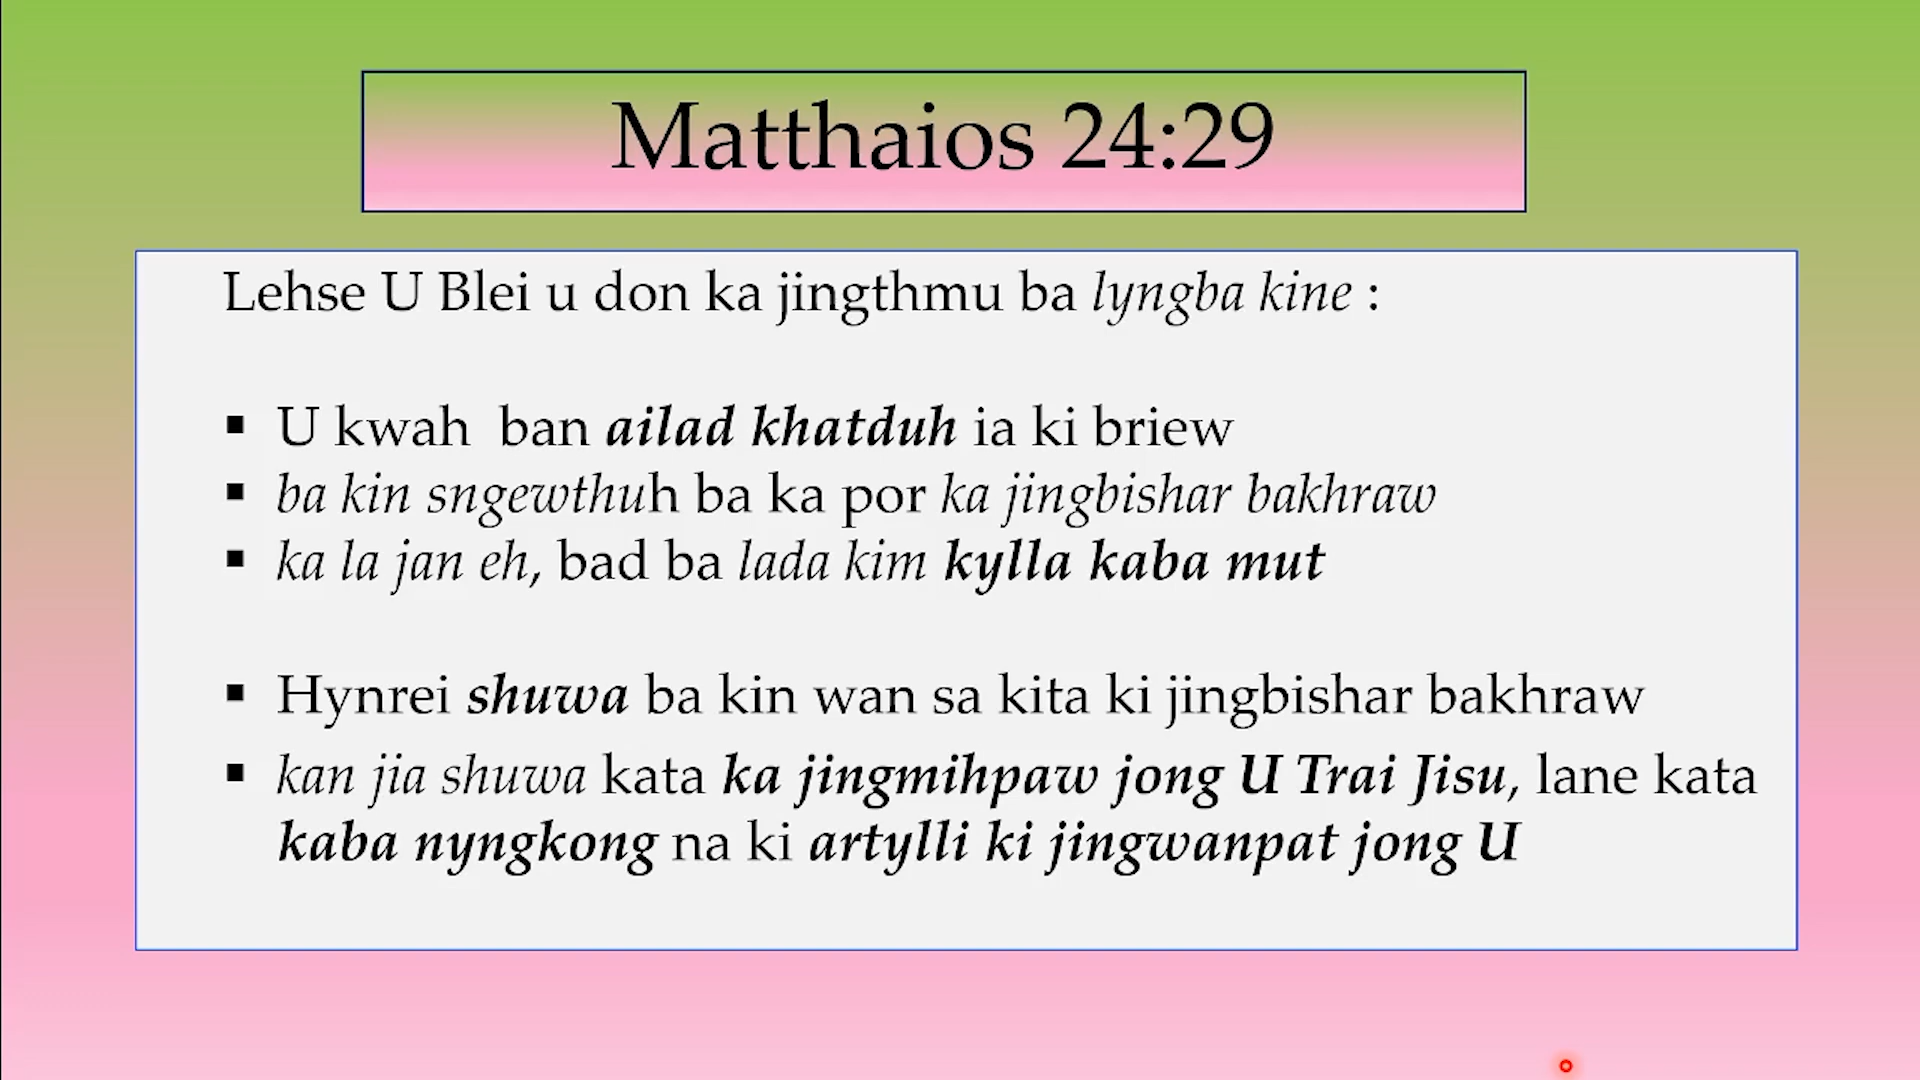 Matthaios 24:29
Lehse U Blei u don ka jingthmu ba lyngba kine :
▪ U kwah ban ailad khatduh ia ki briew
▪ ba kin sngewthuh ba ka por ka jingbishar bakhraw
▪ ka la jan eh, bad ba lada kim kylla kaba mut
▪ Hynrei shuwa ba kin wan sa kita ki jingbishar bakhraw
▪ kan jia shuwa kata ka jingmihpaw jong U Trai Jisu, lane kata
kaba nyngkong na ki artylli ki jingwanpat jong U